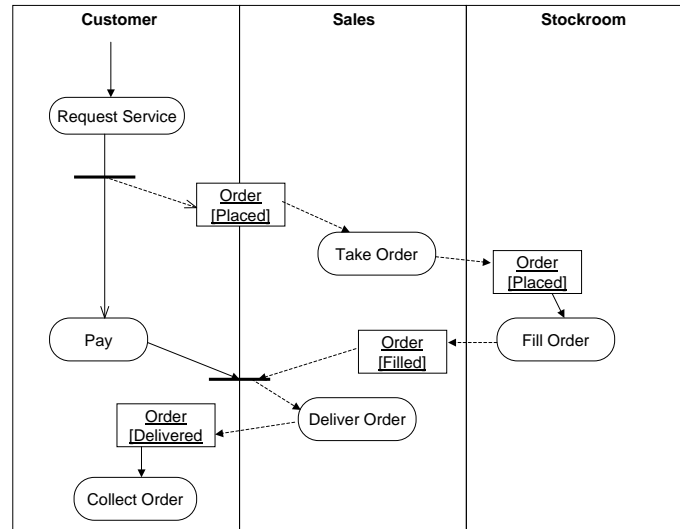 Customer
Sales
Stockroom
Request Service
Order
[Placed]
Take Order
Order
[Placed]
Pay
Order
[Filled]
Fill Order
Order
[Delivered
Deliver Order
Collect Order